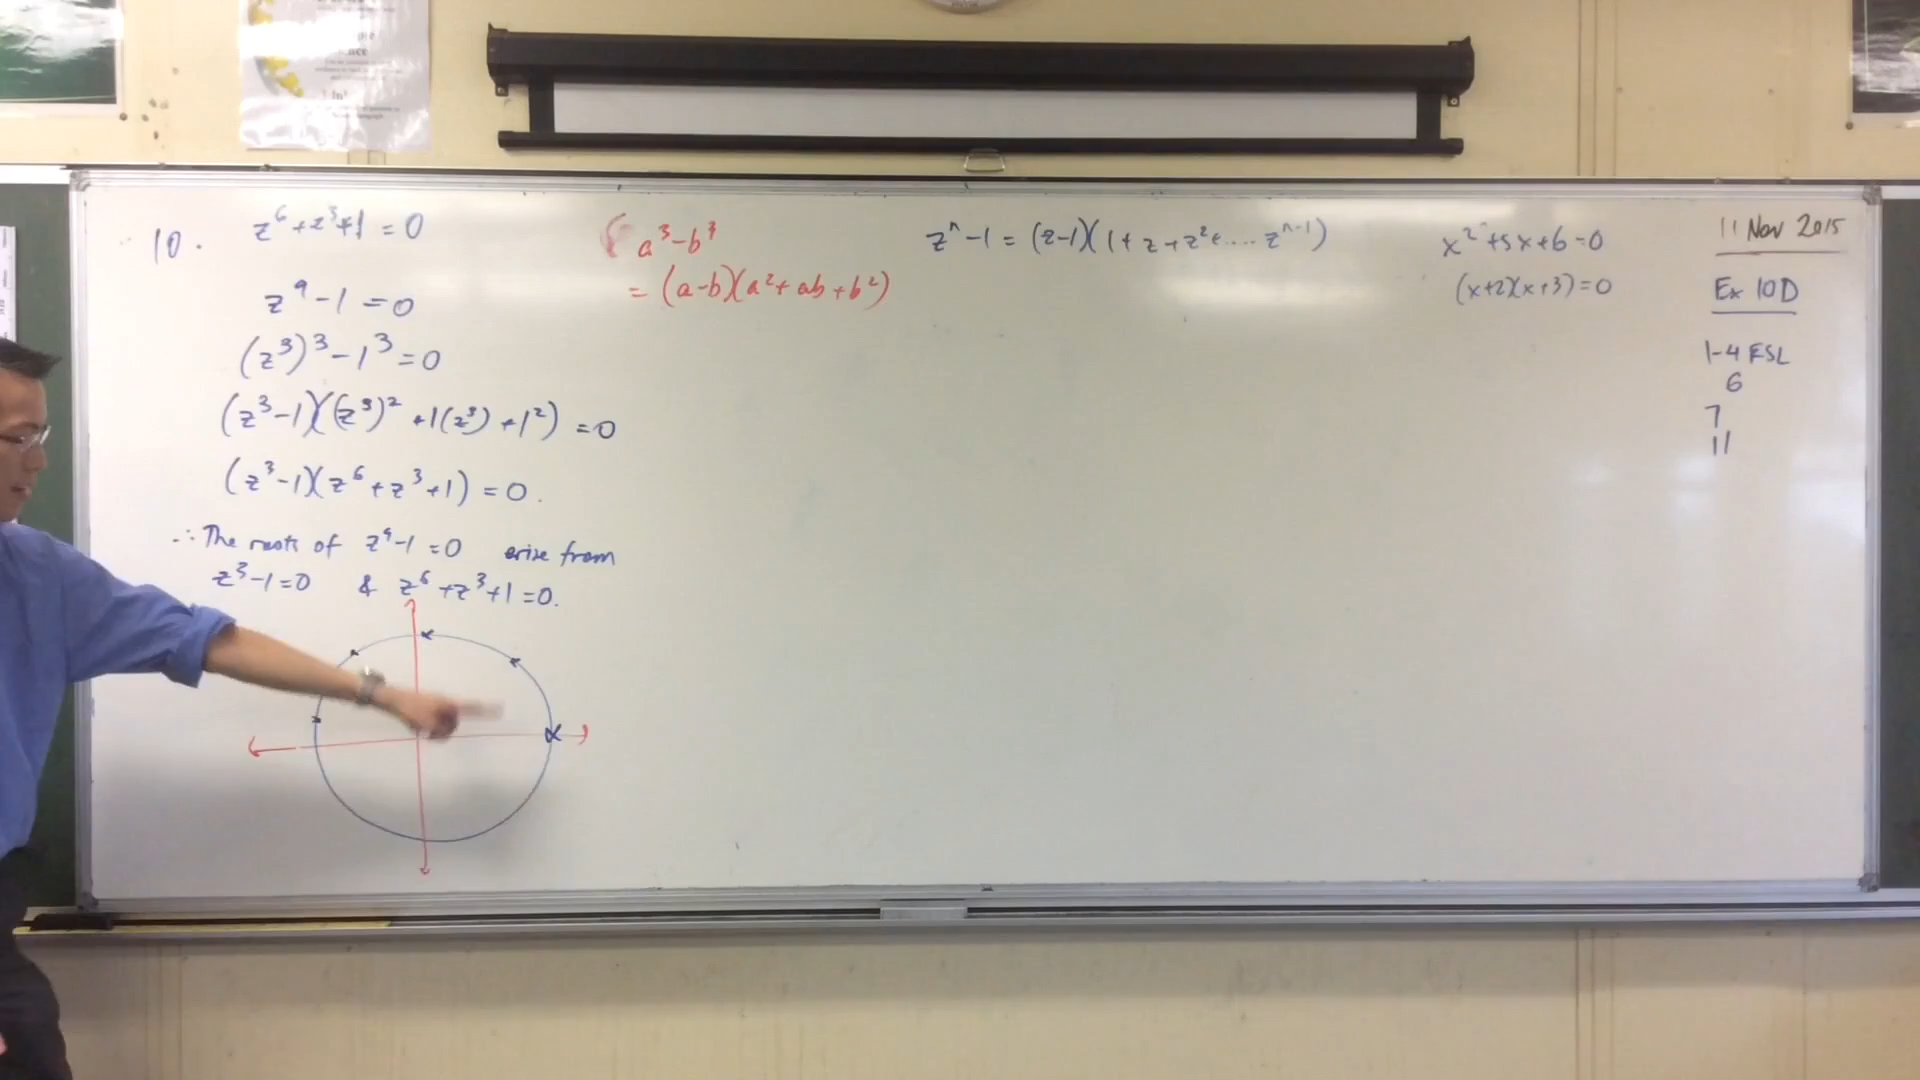 10. z⁶+z³+1=0
z⁹-1=0
(z³)³-1³=0
(z³-1)((z³)²+1(z³)+1²)=0
(z³-1)(z⁶+z³+1)=0.
∴ The roots of z⁹-1=0 arise from
z³-1=0 & z⁶+z³+1=0.
a³-b³
=(a-b)(a²+ab+b²)
zⁿ-1=(z-1)(1+z+z²+.....zⁿ⁻¹)
x²+5x+6=0
(x+2)(x+3)=0
11 Nov 2015
Ex 10D
1-4 ESL
6
7
11